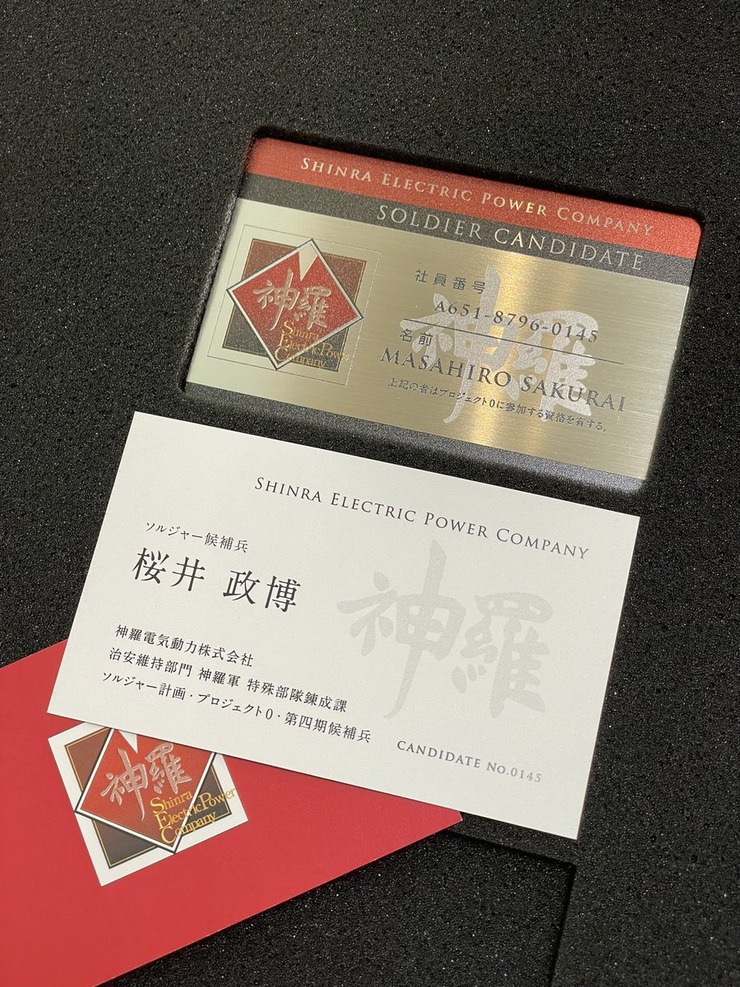 SHINRA ELECTRIC POWER COMPANY
SOLDIER CANDIDATE
神羅
Shinra
Electric Power
Company
社員番号
A651-8796-0145
名前
MASAHIRO SAKURAI
上記の者はプロジェクト0に参加する資格を有する。
神羅
SHINRA ELECTRIC POWER COMPANY
ソルジャー候補兵
桜井 政博
神羅
神羅電気動力株式会社
治安維持部門 神羅軍 特殊部隊錬成課
ソルジャー計画・プロジェクト0・第四期候補兵
CANDIDATE No.0145
神羅
Shinra
Electric Power
Company